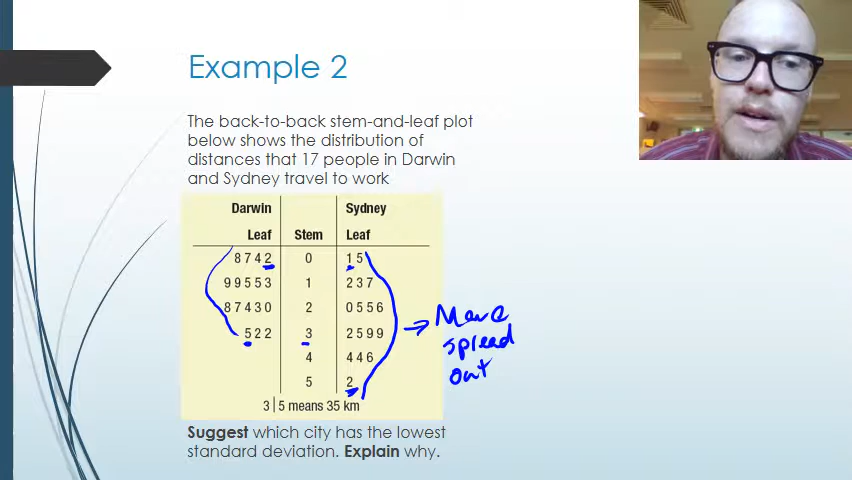 Example 2
The back-to-back stem-and-leaf plot
below shows the distribution of
distances that 17 people in Darwin
and Sydney travel to work
Darwin Sydney
Leaf Stem Leaf
8 7 4 2 0 1 5
9 9 5 5 3 1 2 3 7
8 7 4 3 0 2 0 5 5 6
5 2 2 3 2 5 9 9
4 4 4 6
5 2
3|5 means 35 km
More
spread
out
Suggest which city has the lowest
standard deviation. Explain why.